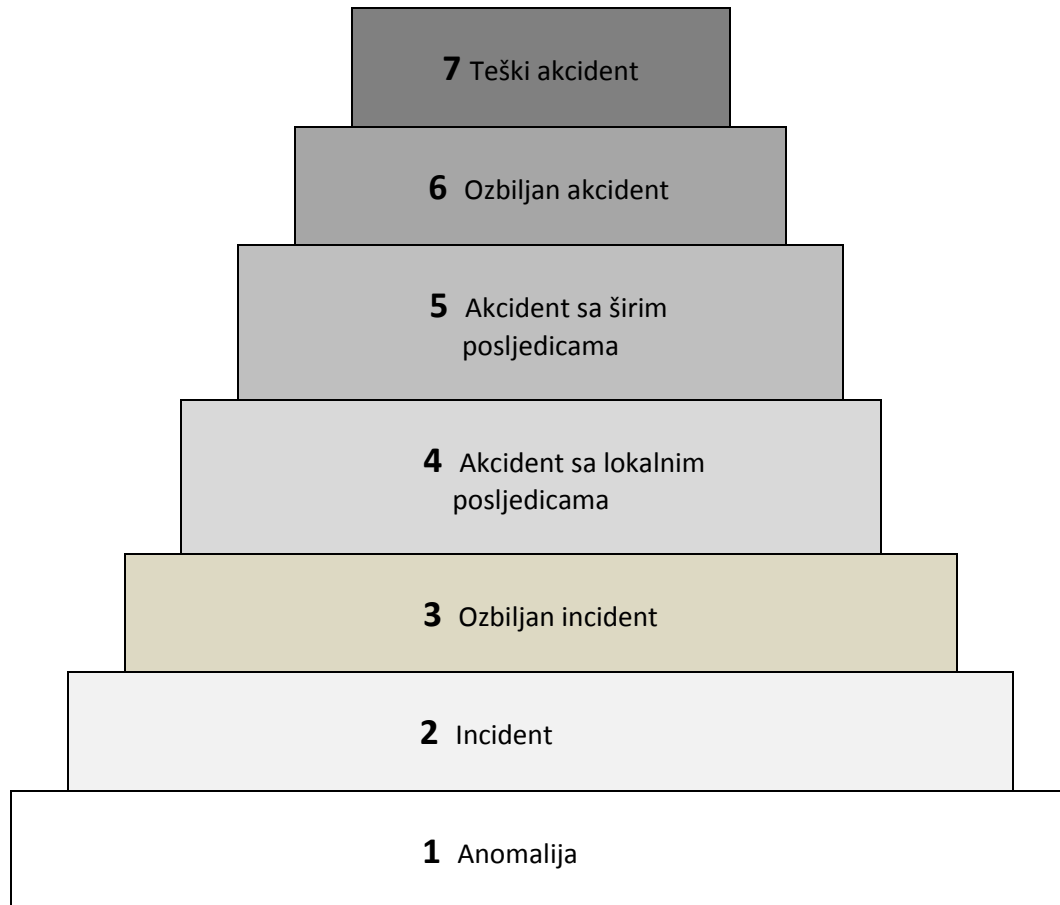 7 Teški akcident
6 Ozbiljan akcident
5 Akcident sa širim
posljedicama
4 Akcident sa lokalnim
posljedicama
3 Ozbiljan incident
2 Incident
1 Anomalija